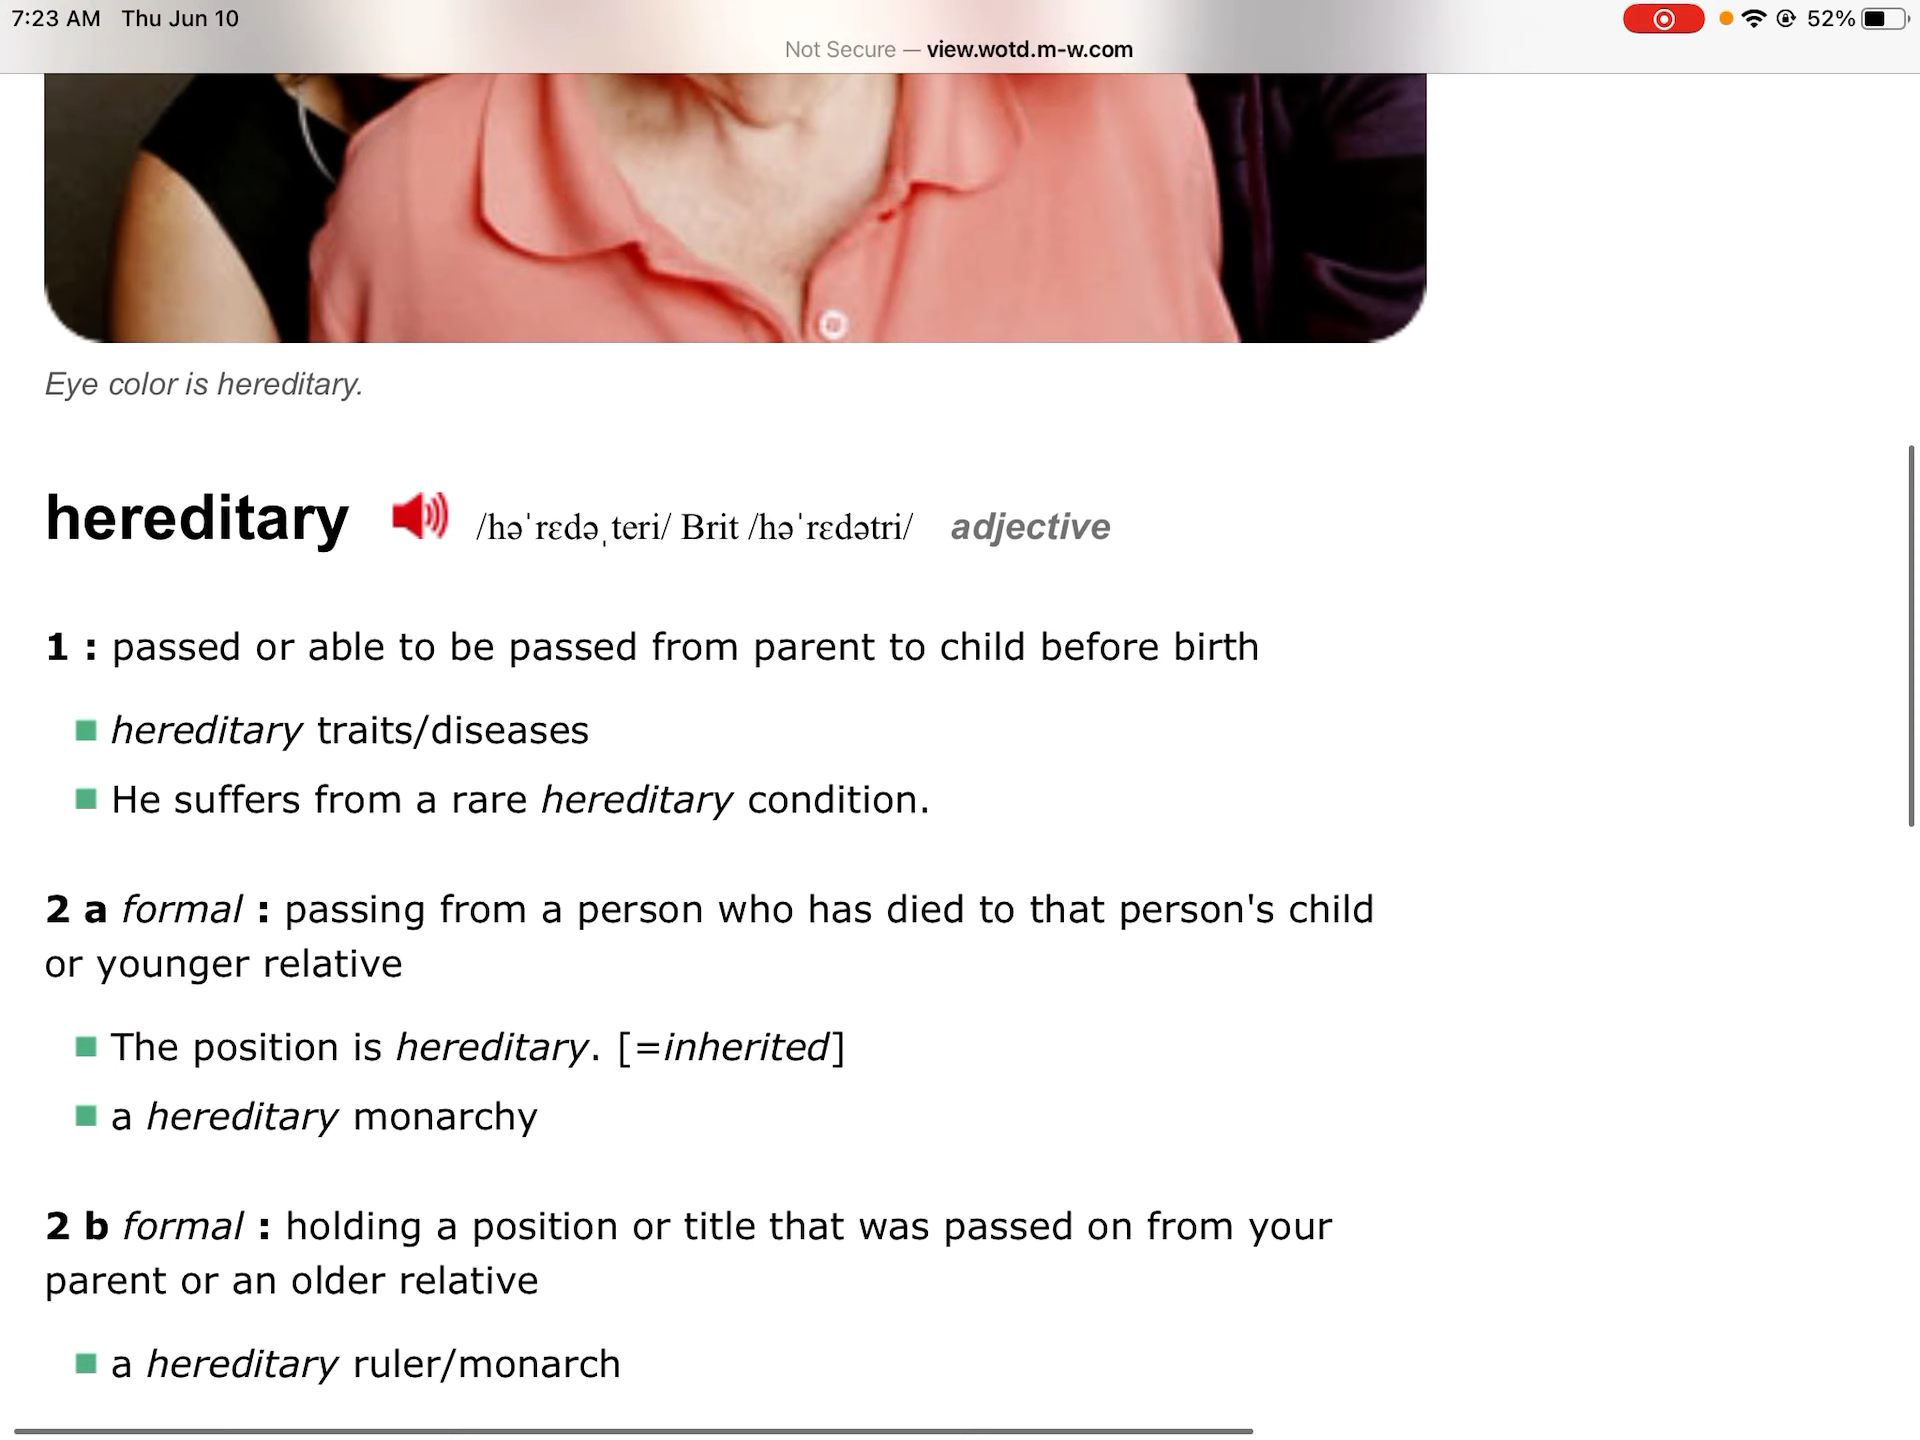 7:23 AM Thu Jun 10
52%
Not Secure — view.wotd.m-w.com
Eye color is hereditary.
hereditary /həˈrɛdəˌteri/ Brit /həˈrɛdətri/ adjective
1 : passed or able to be passed from parent to child before birth
hereditary traits/diseases
He suffers from a rare hereditary condition.
2 a formal : passing from a person who has died to that person's child
or younger relative
The position is hereditary. [=inherited]
a hereditary monarchy
2 b formal : holding a position or title that was passed on from your
parent or an older relative
a hereditary ruler/monarch